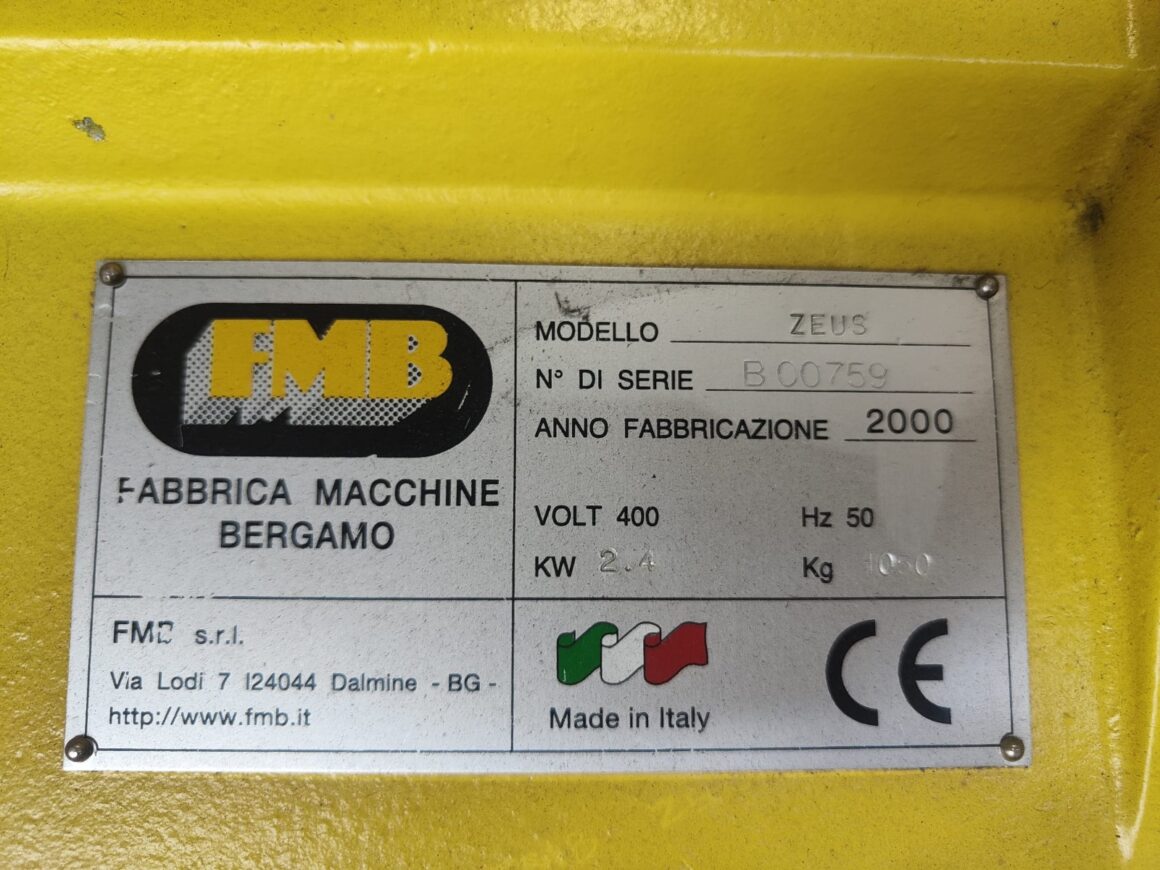 FMB
FABBRICA MACCHINE
BERGAMO
MODELLO ZEUS
N° DI SERIE B 00759
ANNO FABBRICAZIONE 2000
VOLT 400 Hz 50
KW 2.4 Kg
FMB s.r.l.
Via Lodi 7 I24044 Dalmine - BG -
http://www.fmb.it
Made in Italy
CE